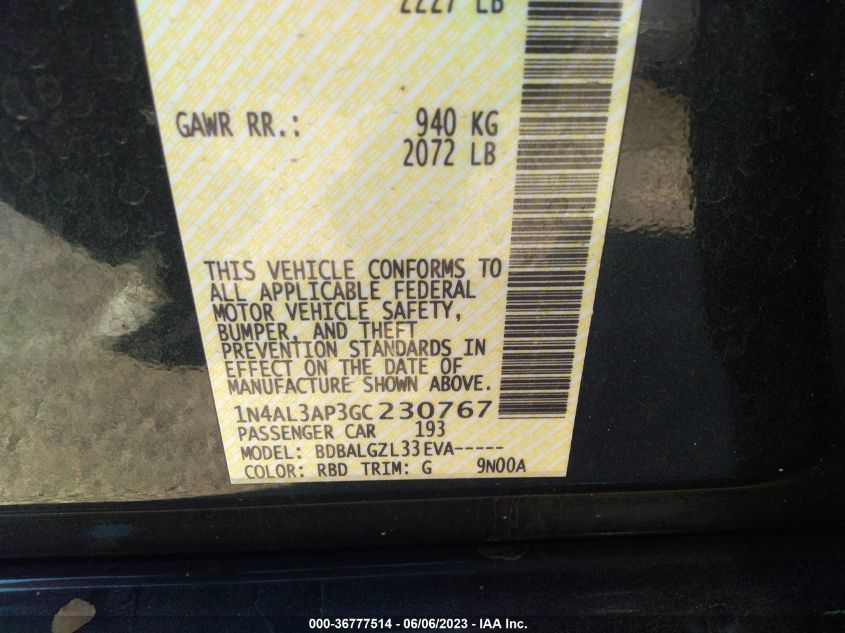 2227 LB
GAWR RR.: 940 KG
2072 LB
THIS VEHICLE CONFORMS TO
ALL APPLICABLE FEDERAL
MOTOR VEHICLE SAFETY,
BUMPER, AND THEFT
PREVENTION STANDARDS IN
EFFECT ON THE DATE OF
MANUFACTURE SHOWN ABOVE.
1N4AL3AP3GC230767
PASSENGER CAR 193
MODEL: BDBALGZL33EVA-----
COLOR: RBD TRIM: G 9N00A
000-36777514 - 06/06/2023 - IAA Inc.